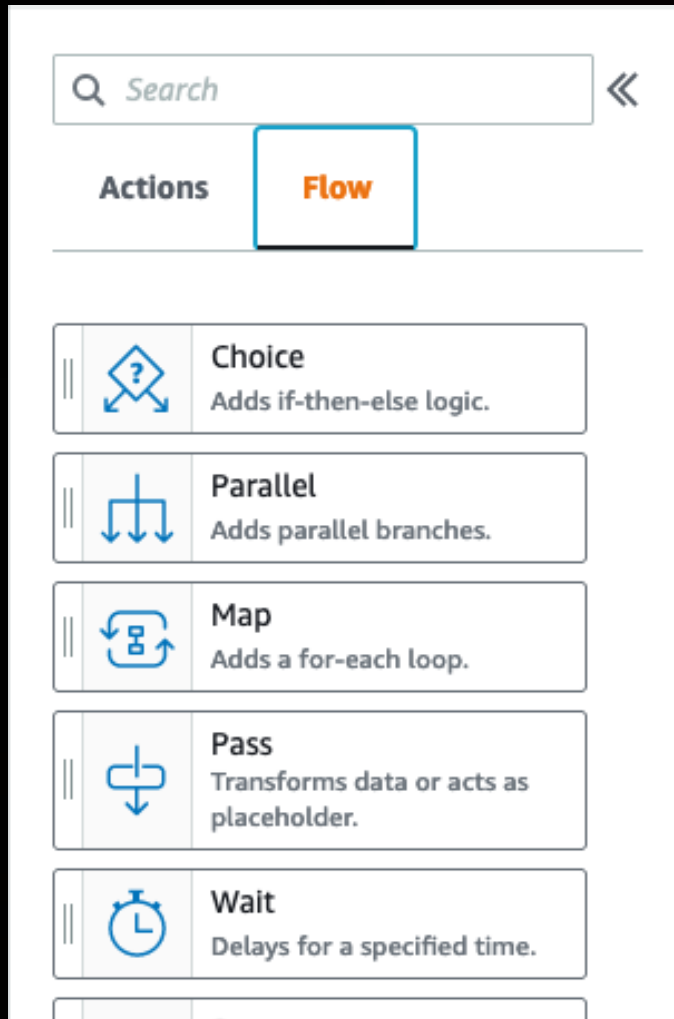 Search
Actions
Flow
?
Choice
Adds if-then-else logic.
Parallel
Adds parallel branches.
Map
Adds a for-each loop.
Pass
Transforms data or acts as
placeholder.
Wait
Delays for a specified time.